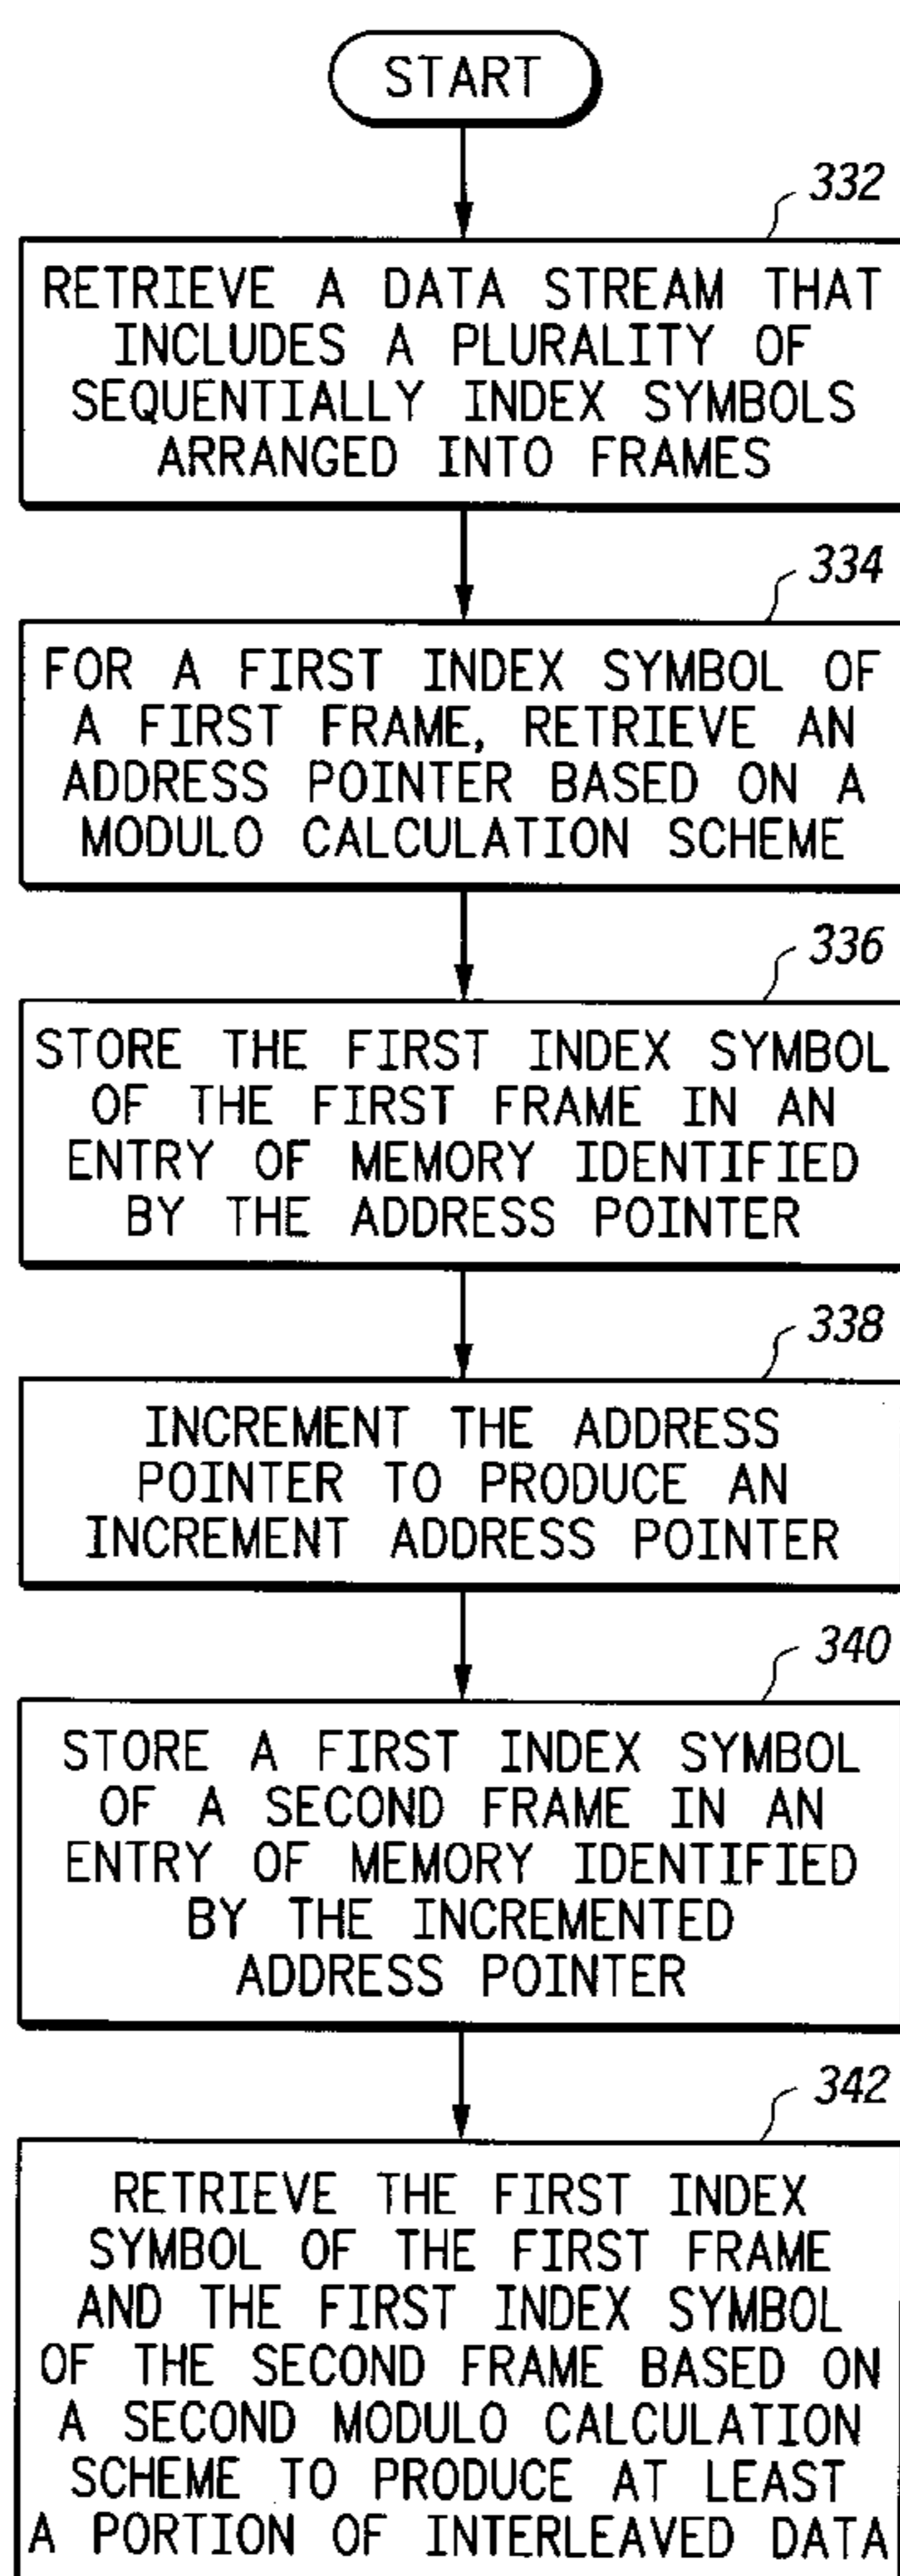 START
332
RETRIEVE A DATA STREAM THAT
INCLUDES A PLURALITY OF
SEQUENTIALLY INDEX SYMBOLS
ARRANGED INTO FRAMES
334
FOR A FIRST INDEX SYMBOL OF
A FIRST FRAME, RETRIEVE AN
ADDRESS POINTER BASED ON A
MODULO CALCULATION SCHEME
336
STORE THE FIRST INDEX SYMBOL
OF THE FIRST FRAME IN AN
ENTRY OF MEMORY IDENTIFIED
BY THE ADDRESS POINTER
338
INCREMENT THE ADDRESS
POINTER TO PRODUCE AN
INCREMENT ADDRESS POINTER
340
STORE A FIRST INDEX SYMBOL
OF A SECOND FRAME IN AN
ENTRY OF MEMORY IDENTIFIED
BY THE INCREMENTED
ADDRESS POINTER
342
RETRIEVE THE FIRST INDEX
SYMBOL OF THE FIRST FRAME
AND THE FIRST INDEX SYMBOL
OF THE SECOND FRAME BASED ON
A SECOND MODULO CALCULATION
SCHEME TO PRODUCE AT LEAST
A PORTION OF INTERLEAVED DATA